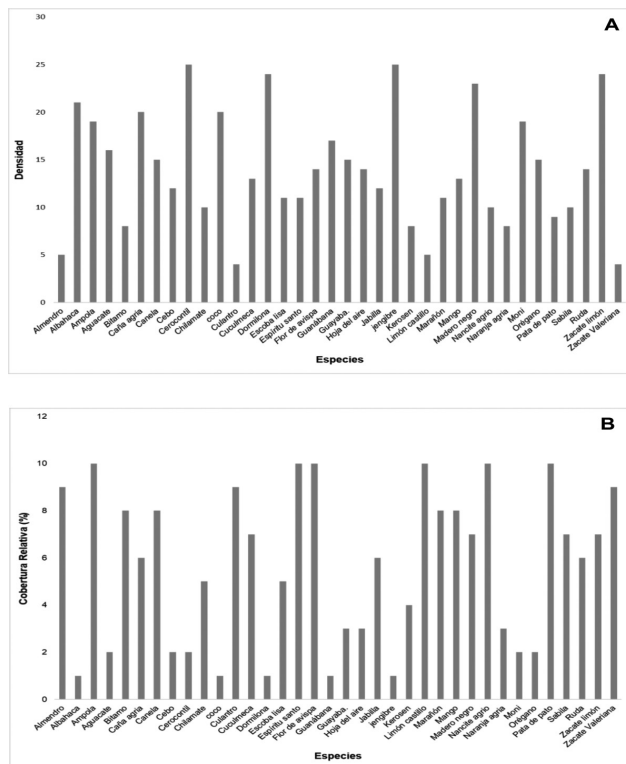 A
30
25
20
15
10
5
0
Densidad
Almendro
Albahaca
Ampola
Aguacate
Bitamo
Caña agria
Canela
Cebo
Cerocontil
Chilamate
coco
Culantro
Cuculmeca
Dormilona
Escoba lisa
Espíritu santo
Flor de avispa
Guanábana
Guayaba.
Hoja del aire
Jabilla
jengibre
Kerosen
Limón castillo
Marañón
Mango
Madero negro
Nancite agrio
Naranja agria
Moni
Orégano
Pata de pato
Sabila
Ruda
Zacate limón
Zacate Valeriana
Especies
B
12
10
8
6
4
2
0
Cobertura Relativa (%)
Almendro
Albahaca
Ampola
Aguacate
Bitamo
Caña agria
Canela
Cebo
Cerocontil
Chilamate
coco
Culantro
Cuculmeca
Dormilona
Escoba lisa
Espíritu santo
Flor de avispa
Guanábana
Guayaba.
Hoja del aire
Jabilla
jengibre
Kerosen
Limón castillo
Marañón
Mango
Madero negro
Nancite agrio
Naranja agria
Moni
Orégano
Pata de pato
Sabila
Ruda
Zacate limón
Zacate Valeriana
Especies